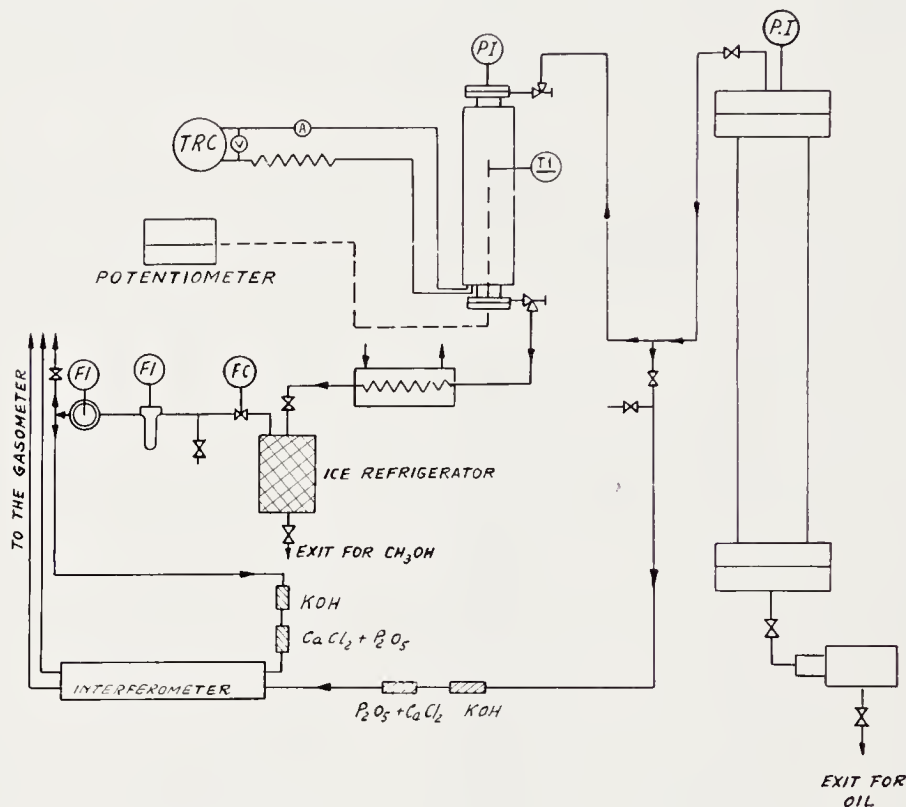 P.I
PI
TRC
A
V
T1
POTENTIOMETER
FI
FI
FC
TO THE GASOMETER
ICE REFRIGERATOR
EXIT FOR CH₃OH
KOH
CaCl₂ + P₂O₅
INTERFEROMETER
P₂O₅+CaCl₂ KOH
EXIT FOR
OIL